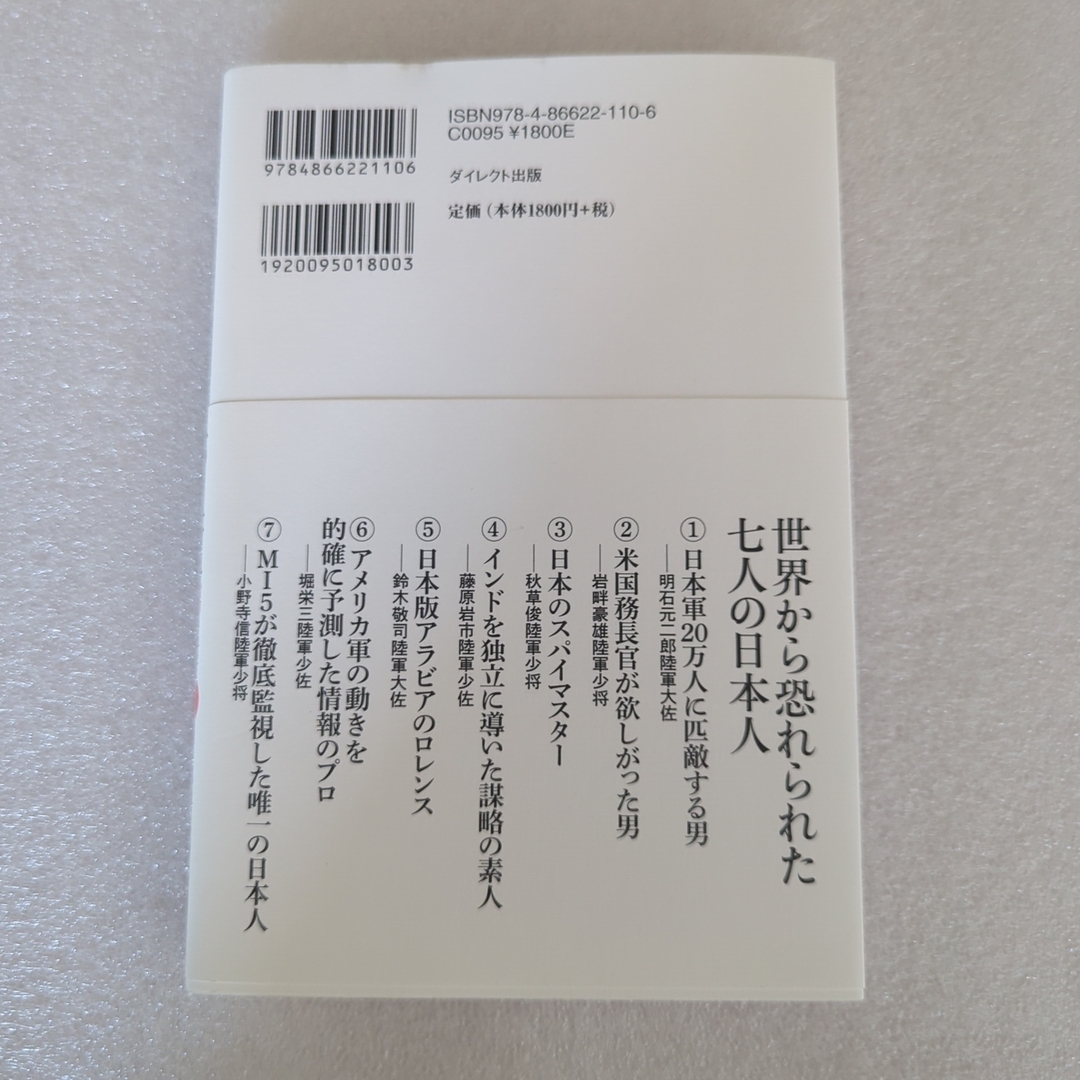 ISBN978-4-86622-110-6
C0095 ¥1800E
9784866221106
ダイレクト出版
定価（本体1800円+税）
1920095018003
世界から恐れられた
七人の日本人
①日本軍20万人に匹敵する男
――明石元二郎陸軍大佐
②米国務長官が欲しがった男
――岩畔豪雄陸軍少将
③日本のスパイマスター
――秋草俊陸軍少将
④インドを独立に導いた謀略の素人
――藤原岩市陸軍少佐
⑤日本版アラビアのロレンス
――鈴木敬司陸軍大佐
⑥アメリカ軍の動きを
的確に予測した情報のプロ
――堀栄三陸軍少佐
⑦MI5が徹底監視した唯一の日本人
――小野寺信陸軍少将